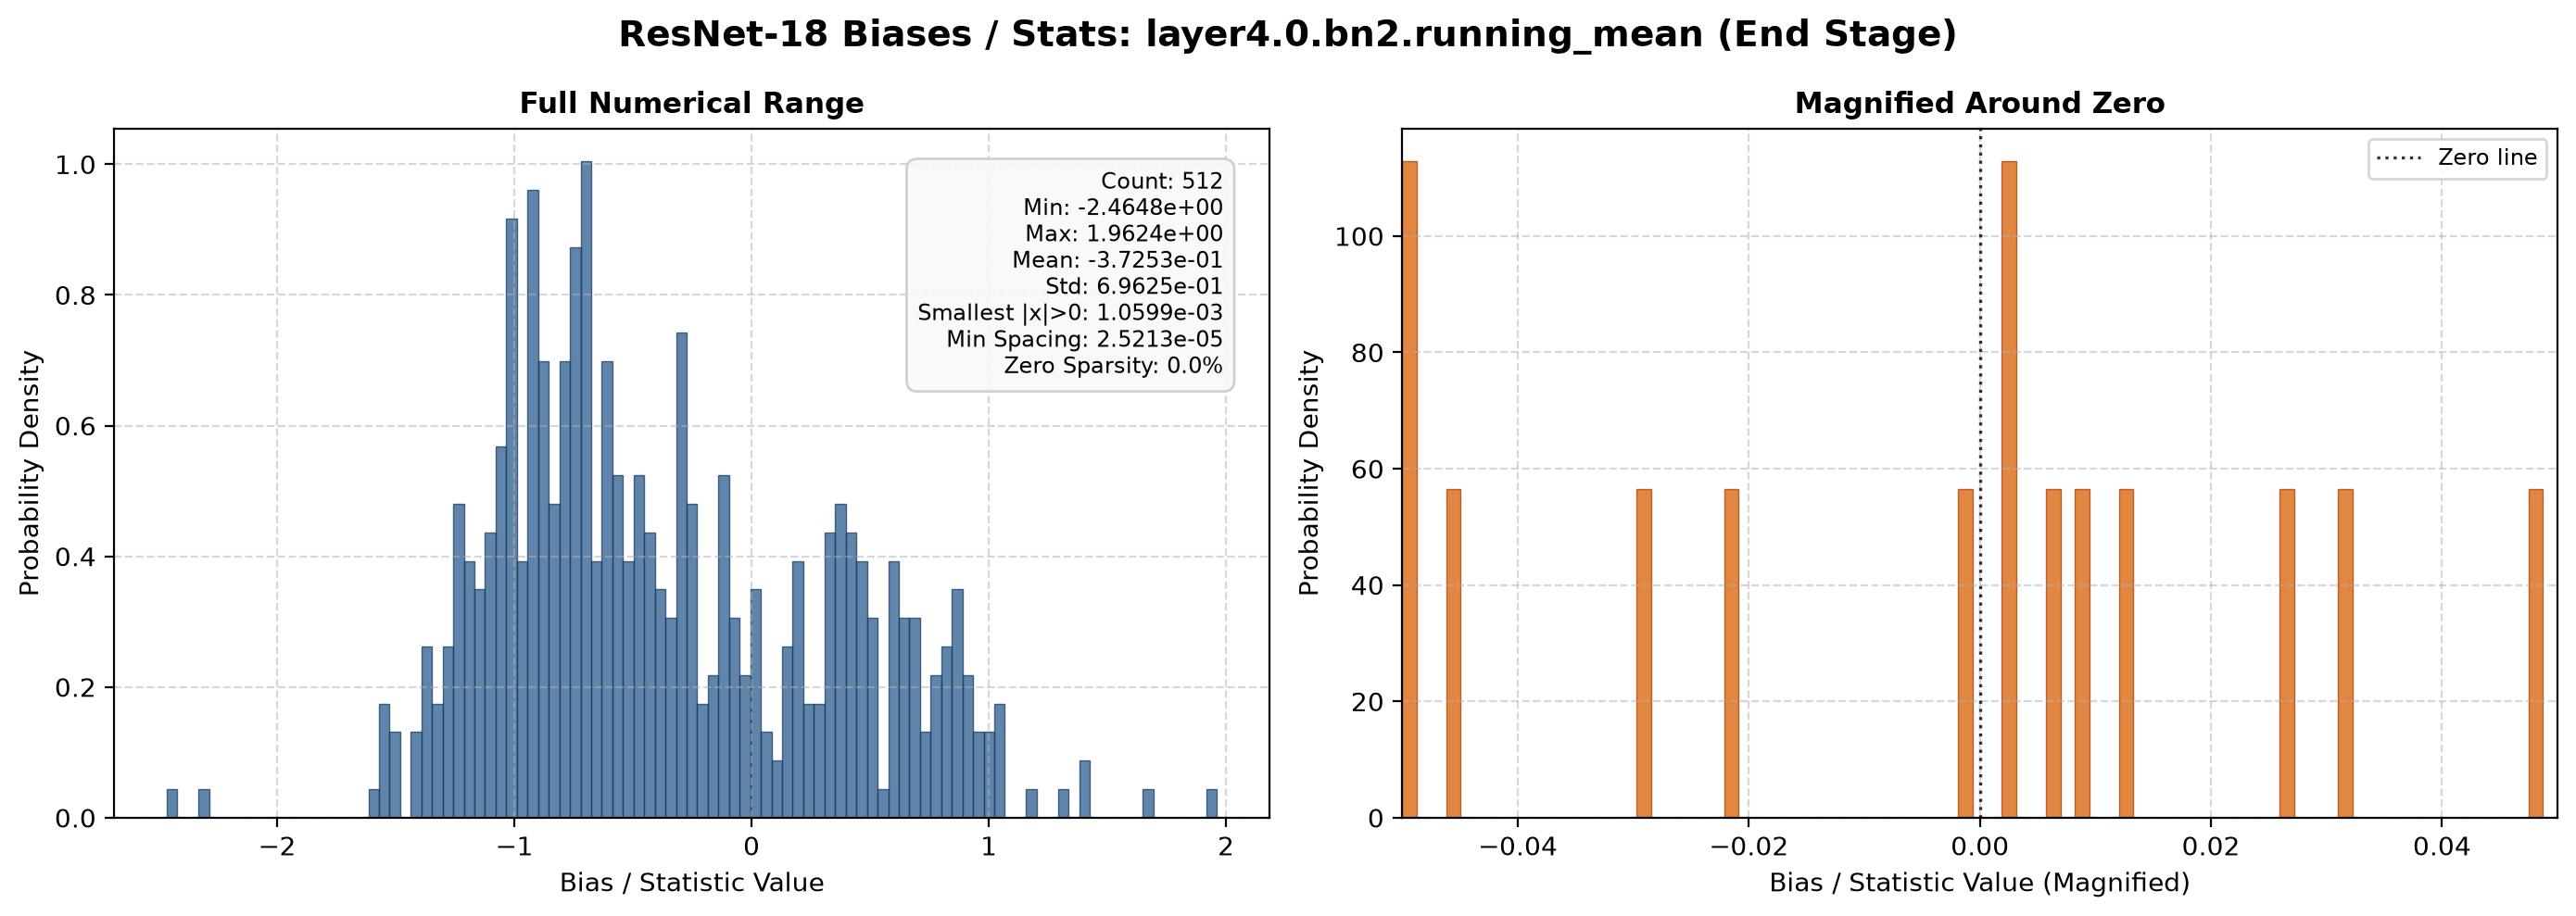 ResNet-18 Biases / Stats: layer4.0.bn2.running_mean (End Stage)
Full Numerical Range
Probability Density
1.0
0.8
0.6
0.4
0.2
0.0
Count: 512
Min: -2.4648e+00
Max: 1.9624e+00
Mean: -3.7253e-01
Std: 6.9625e-01
Smallest |x|>0: 1.0599e-03
Min Spacing: 2.5213e-05
Zero Sparsity: 0.0%
−2 −1 0 1 2
Bias / Statistic Value
Magnified Around Zero
Probability Density
100
80
60
40
20
0
Zero line
−0.04 −0.02 0.00 0.02 0.04
Bias / Statistic Value (Magnified)